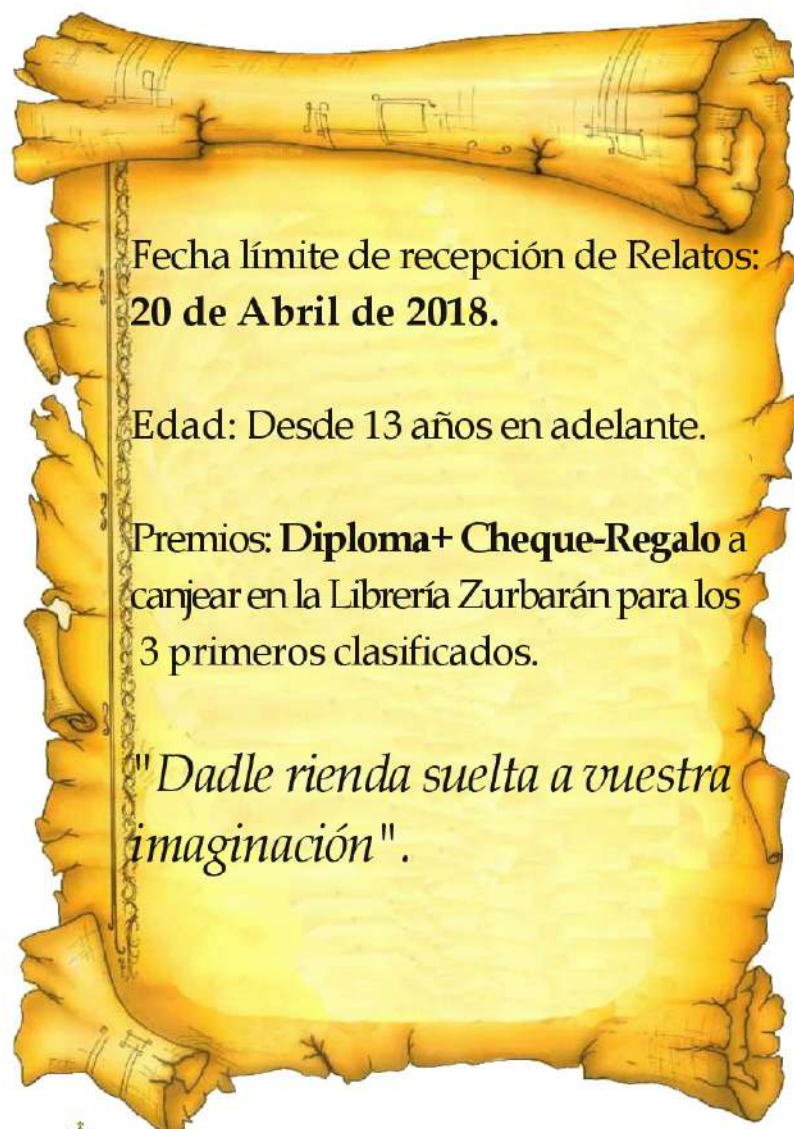 Fecha límite de recepción de Relatos:
20 de Abril de 2018.
Edad: Desde 13 años en adelante.
Premios: Diploma+ Cheque-Regalo a
canjear en la Librería Zurbarán para los
3 primeros clasificados.
"Dadle rienda suelta a vuestra
imaginación".